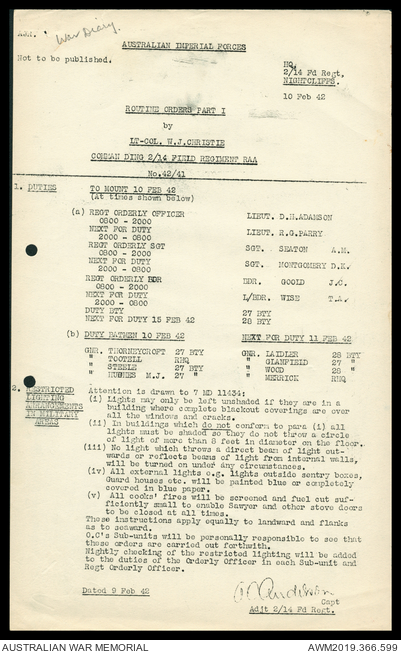 War Diary.
AUSTRALIAN IMPERIAL FORCES
Not to be published.
HQ,
2/14 Fd Regt,
NIGHTCLIFFS.
10 Feb 42
ROUTINE ORDERS PART I
by
LT-COL. W.J.CHRISTIE
COMMAN DING 2/14 FIELD REGIMENT RAA
No.42/41
1. DUTIES TO MOUNT 10 FEB 42
(At times shown below)
(a) REGT ORDERLY OFFICER LIEUT. D.H.ADAMSON
0800 - 2000
NEXT FOR DUTY LIEUT. R.G.PARRY
2000 - 0800
REGT ORDERLY SGT SGT. SEATON A.M.
0800 - 2000
NEXT FOR DUTY SGT. MONTGOMERY D.K.
2000 - 0800
REGT ORDERLY BDR BDR. GOOLD J.C.
0800 - 2000
NEXT FOR DUTY L/BDR. WISE T.A.
2000 - 0800
DUTY BTY 27 BTY
NEXT FOR DUTY 15 FEB 42 28 BTY
(b) DUTY BATMEN 10 FEB 42 NEXT FOR DUTY 11 FEB 42
GNR. THORNEYCROFT 27 BTY GNR. LAIDLER 28 BTY
" TOOTELL RHQ " GLANFIELD 27 "
" STEELE 27 BTY " WOOD 28 "
" HUGHES M.J. 27 " " MERRICK RHQ
2. RESTRICTED LIGHTING ARRANGEMENTS IN MILITARY AREAS
Attention is drawn to 7 MD 11434:
(i) Lights may only be left unshaded if they are in a
building where complete blackout coverings are over
all the windows and cracks.
(ii) In buildings which do not conform to para (i) all
lights must be shaded so they do not throw a circle
of light of more than 8 feet in diameter on the floor.
(iii) No light which throws a direct beam of light out-
wards or reflects beams of light from internal walls,
will be turned on under any circumstances.
(iv) All external lights e.g. lights outside sentry boxes,
Guard houses etc. will be painted blue or completely
covered in blue paper.
(v) All cooks' fires will be screened and fuel cut suf-
ficiently small to enable Sawyer and other stove doors
to be closed at all times.
These instructions apply equally to landward and flanks
as to seaward.
O.C's Sub-units will be personally responsible to see that
these orders are carried out forthwith.
Nightly checking of the restricted lighting will be added
to the duties of the Orderly Officer in each Sub-unit and
Regt Orderly Officer.
Dated 9 Feb 42
Capt
Adjt 2/14 Fd Regt.
AUSTRALIAN WAR MEMORIAL AWM2019.366.599